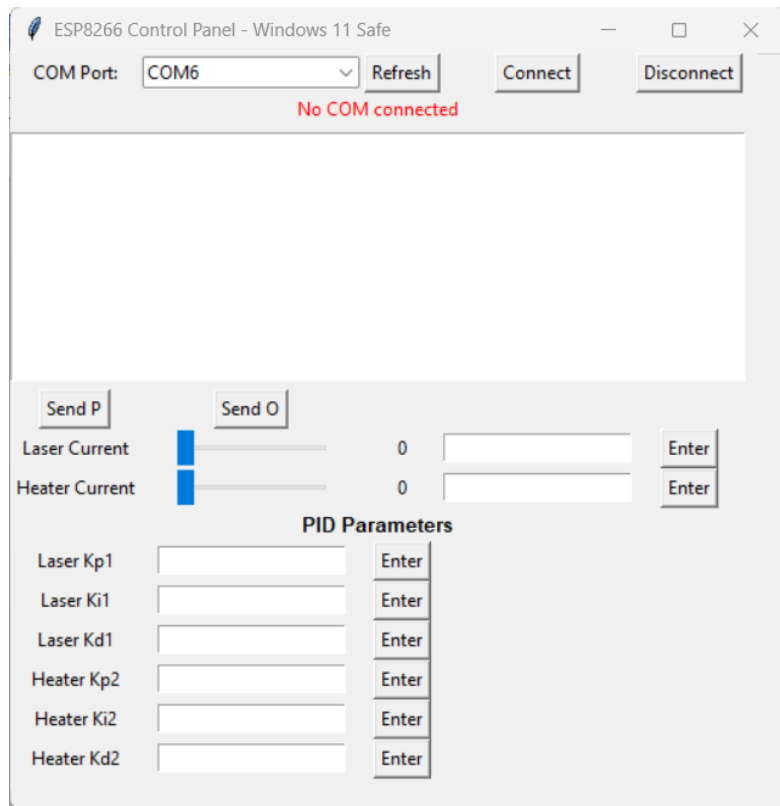 ESP8266 Control Panel - Windows 11 Safe
COM Port: COM6 Refresh Connect Disconnect
No COM connected
Send P Send O
Laser Current 0 Enter
Heater Current 0 Enter
PID Parameters
Laser Kp1 Enter
Laser Ki1 Enter
Laser Kd1 Enter
Heater Kp2 Enter
Heater Ki2 Enter
Heater Kd2 Enter